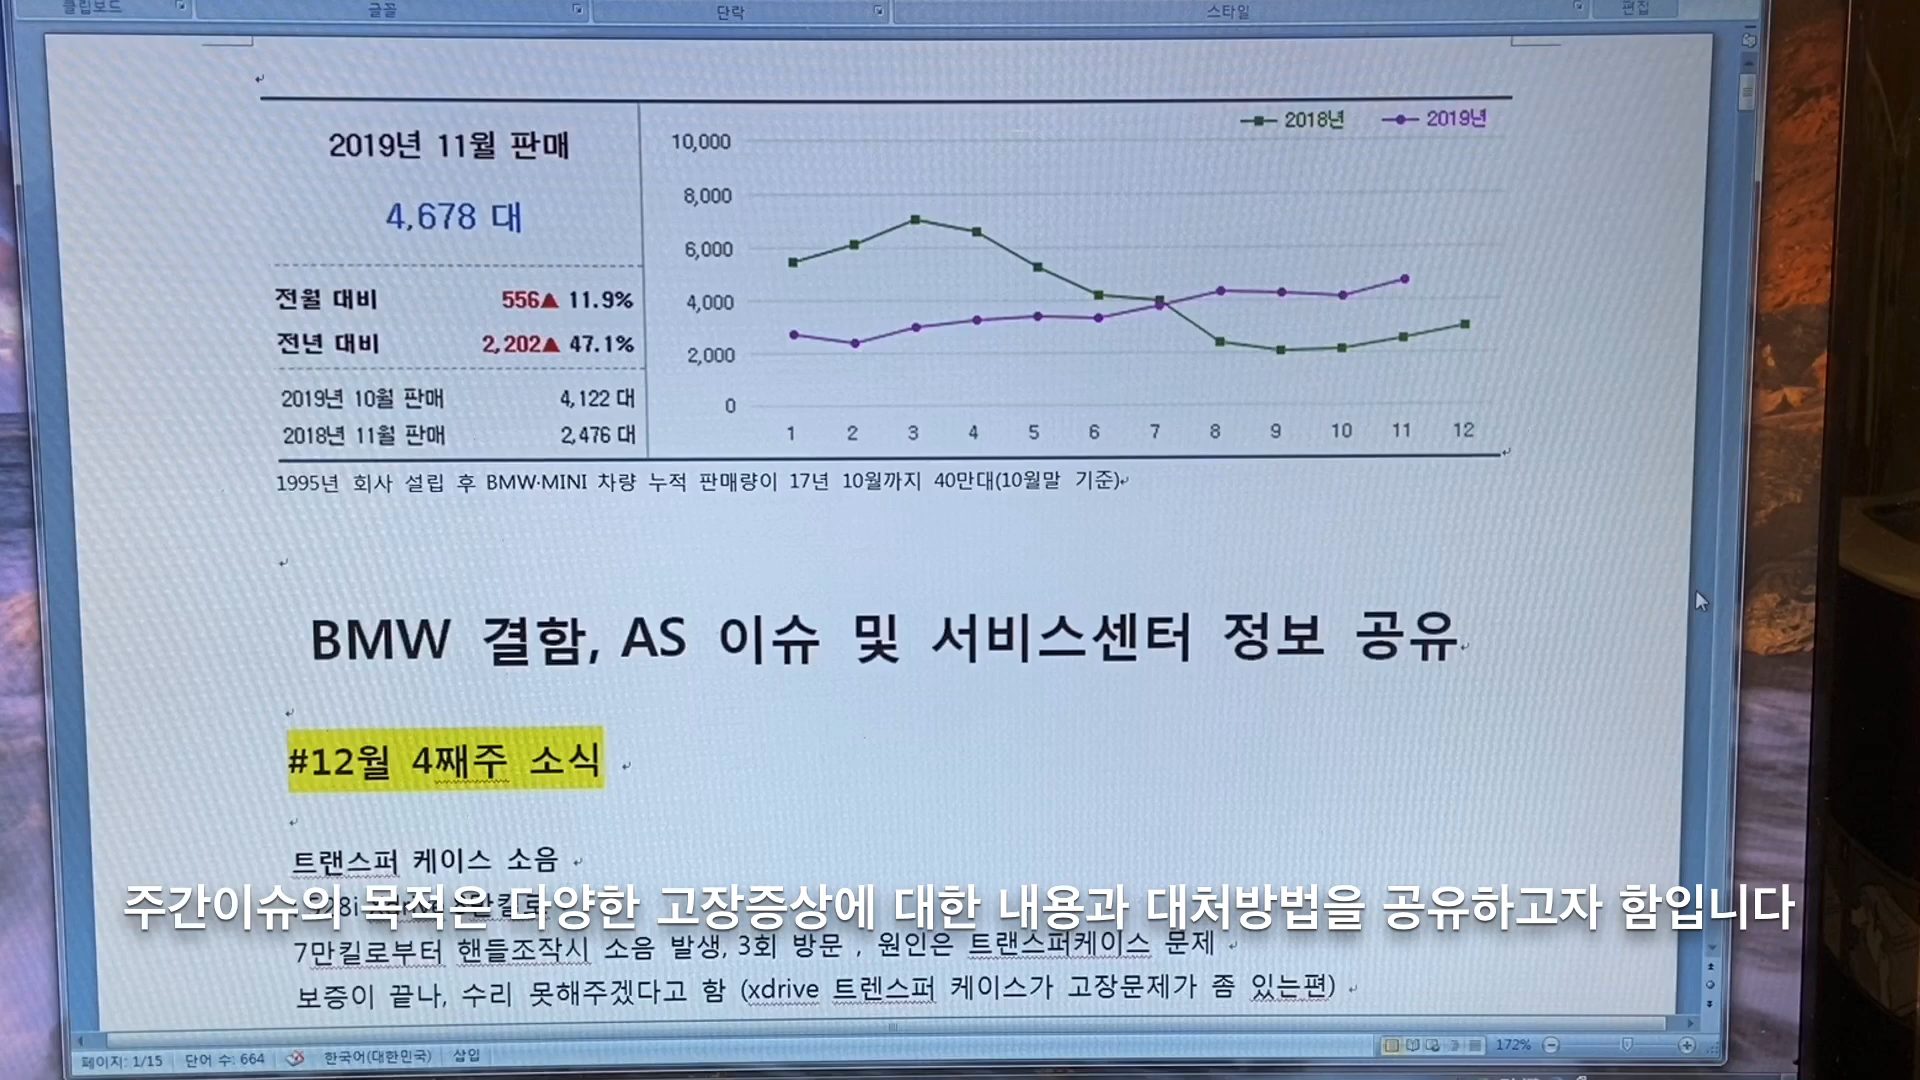 클립보드 글꼴 단락 스타일 편집
2019년 11월 판매
4,678 대
전월 대비 556▲ 11.9%
전년 대비 2,202▲ 47.1%
2019년 10월 판매 4,122 대
2018년 11월 판매 2,476 대
2018년 2019년
10,000
8,000
6,000
4,000
2,000
0
1 2 3 4 5 6 7 8 9 10 11 12
1995년 회사 설립 후 BMW·MINI 차량 누적 판매량이 17년 10월까지 40만대(10월말 기준)
BMW 결함, AS 이슈 및 서비스센터 정보 공유
#12월 4째주 소식
트랜스퍼 케이스 소음
주간이슈의 목적은 다양한 고장증상에 대한 내용과 대처방법을 공유하고자 함입니다
7만킬로부터 핸들조작시 소음 발생, 3회 방문 , 원인은 트랜스퍼케이스 문제
보증이 끝나, 수리 못해주겠다고 함 (xdrive 트렌스퍼 케이스가 고장문제가 좀 있는편)
페이지: 1/15 단어 수: 664 한국어(대한민국) 삽입 172%